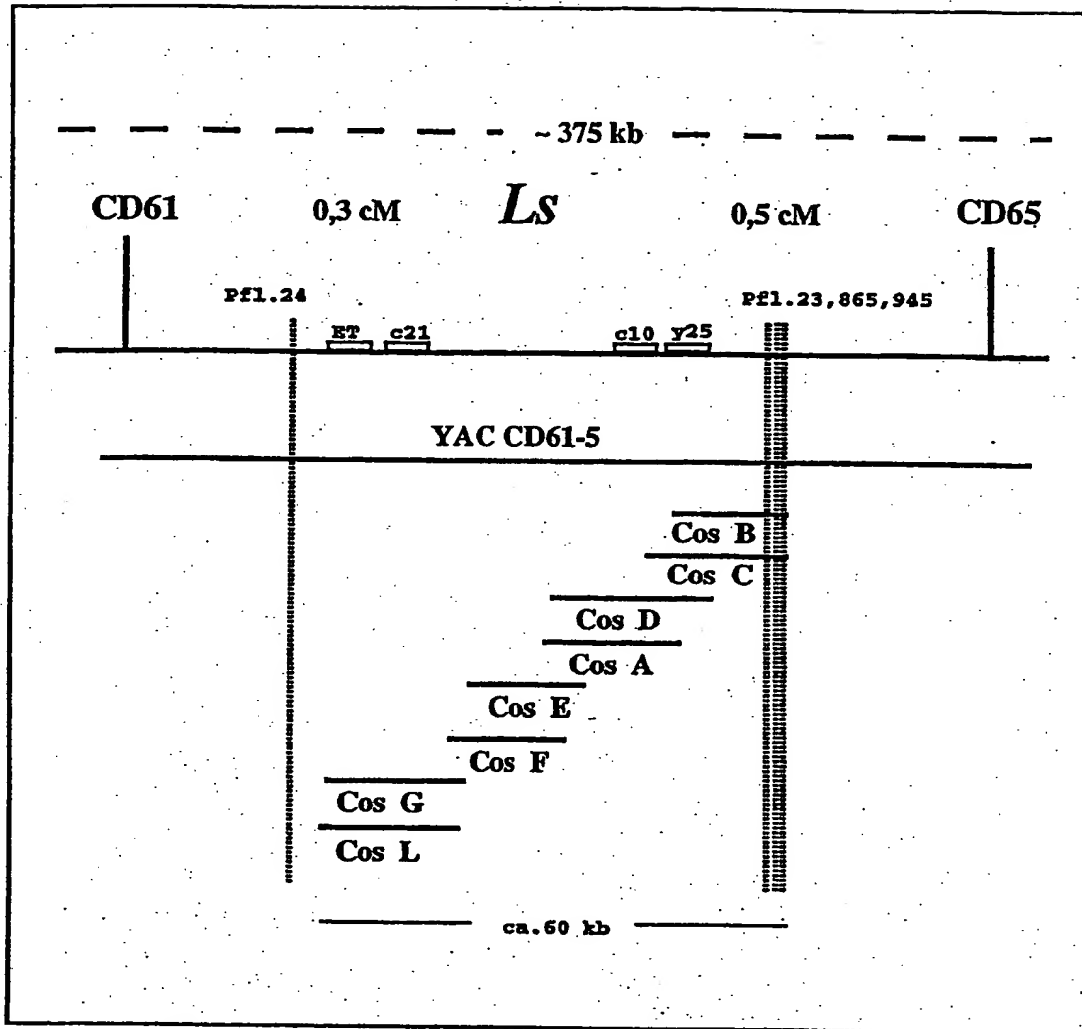 ~ 375 kb
CD61 0,3 cM Ls 0,5 cM CD65
Pfl.24 Pfl.23,865,945
ET c21 c10 y25
YAC CD61-5
Cos B
Cos C
Cos D
Cos A
Cos E
Cos F
Cos G
Cos L
ca.60 kb